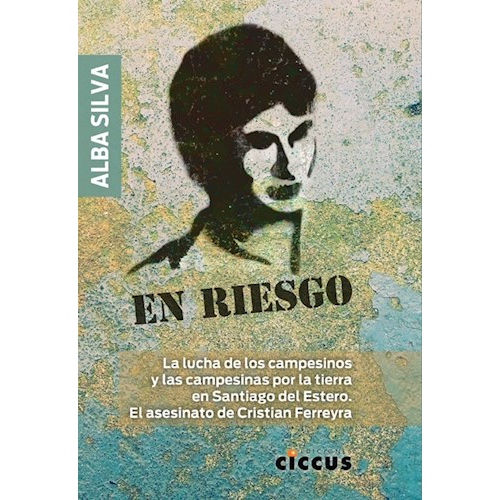 ALBA SILVA
EN RIESGO
La lucha de los campesinos
y las campesinas por la tierra
en Santiago del Estero.
El asesinato de Cristian Ferreyra
CICCUS